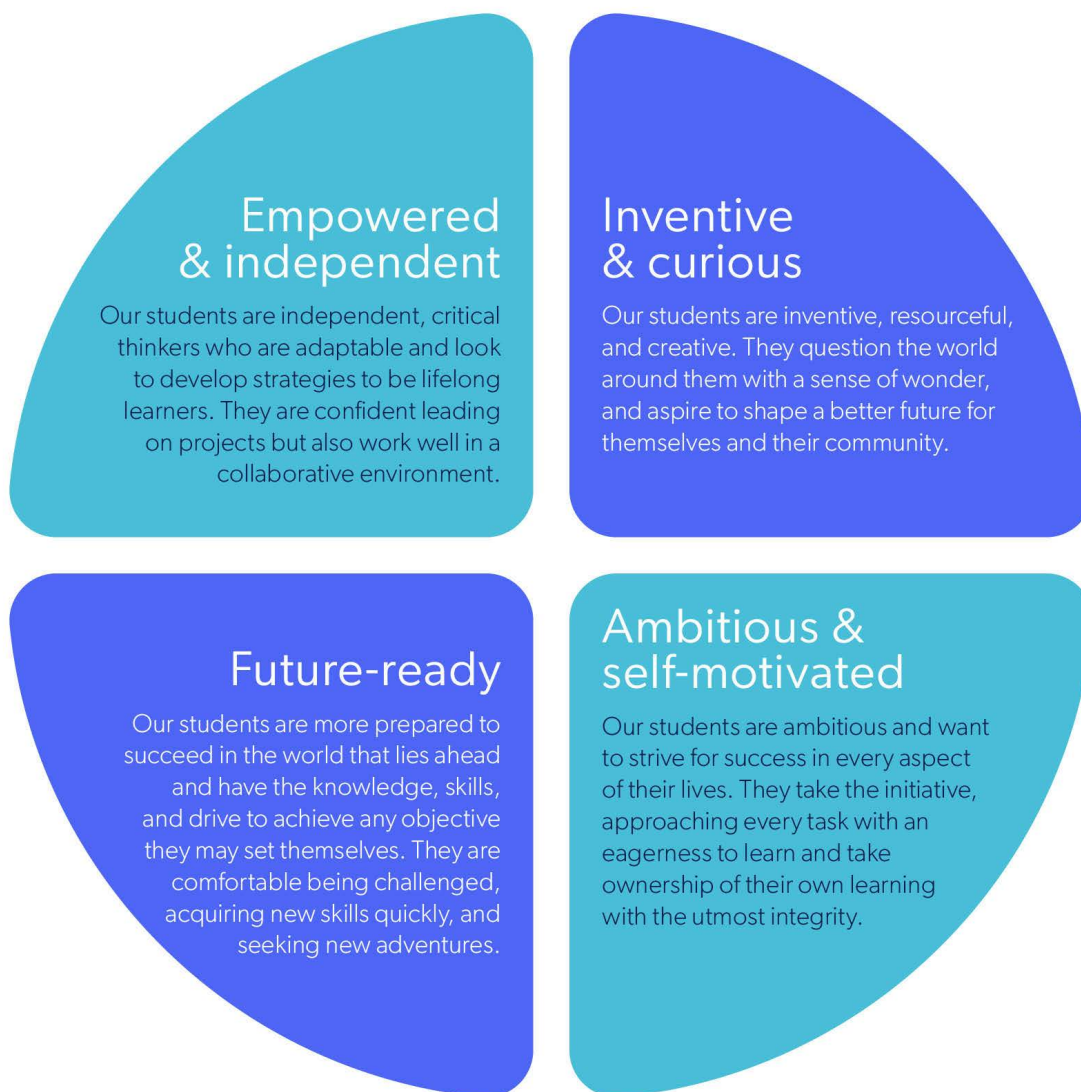 Empowered
& independent
Our students are independent, critical
thinkers who are adaptable and look
to develop strategies to be lifelong
learners. They are confident leading
on projects but also work well in a
collaborative environment.
Inventive
& curious
Our students are inventive, resourceful,
and creative. They question the world
around them with a sense of wonder,
and aspire to shape a better future for
themselves and their community.
Future-ready
Our students are more prepared to
succeed in the world that lies ahead
and have the knowledge, skills,
and drive to achieve any objective
they may set themselves. They are
comfortable being challenged,
acquiring new skills quickly, and
seeking new adventures.
Ambitious &
self-motivated
Our students are ambitious and want
to strive for success in every aspect
of their lives. They take the initiative,
approaching every task with an
eagerness to learn and take
ownership of their own learning
with the utmost integrity.